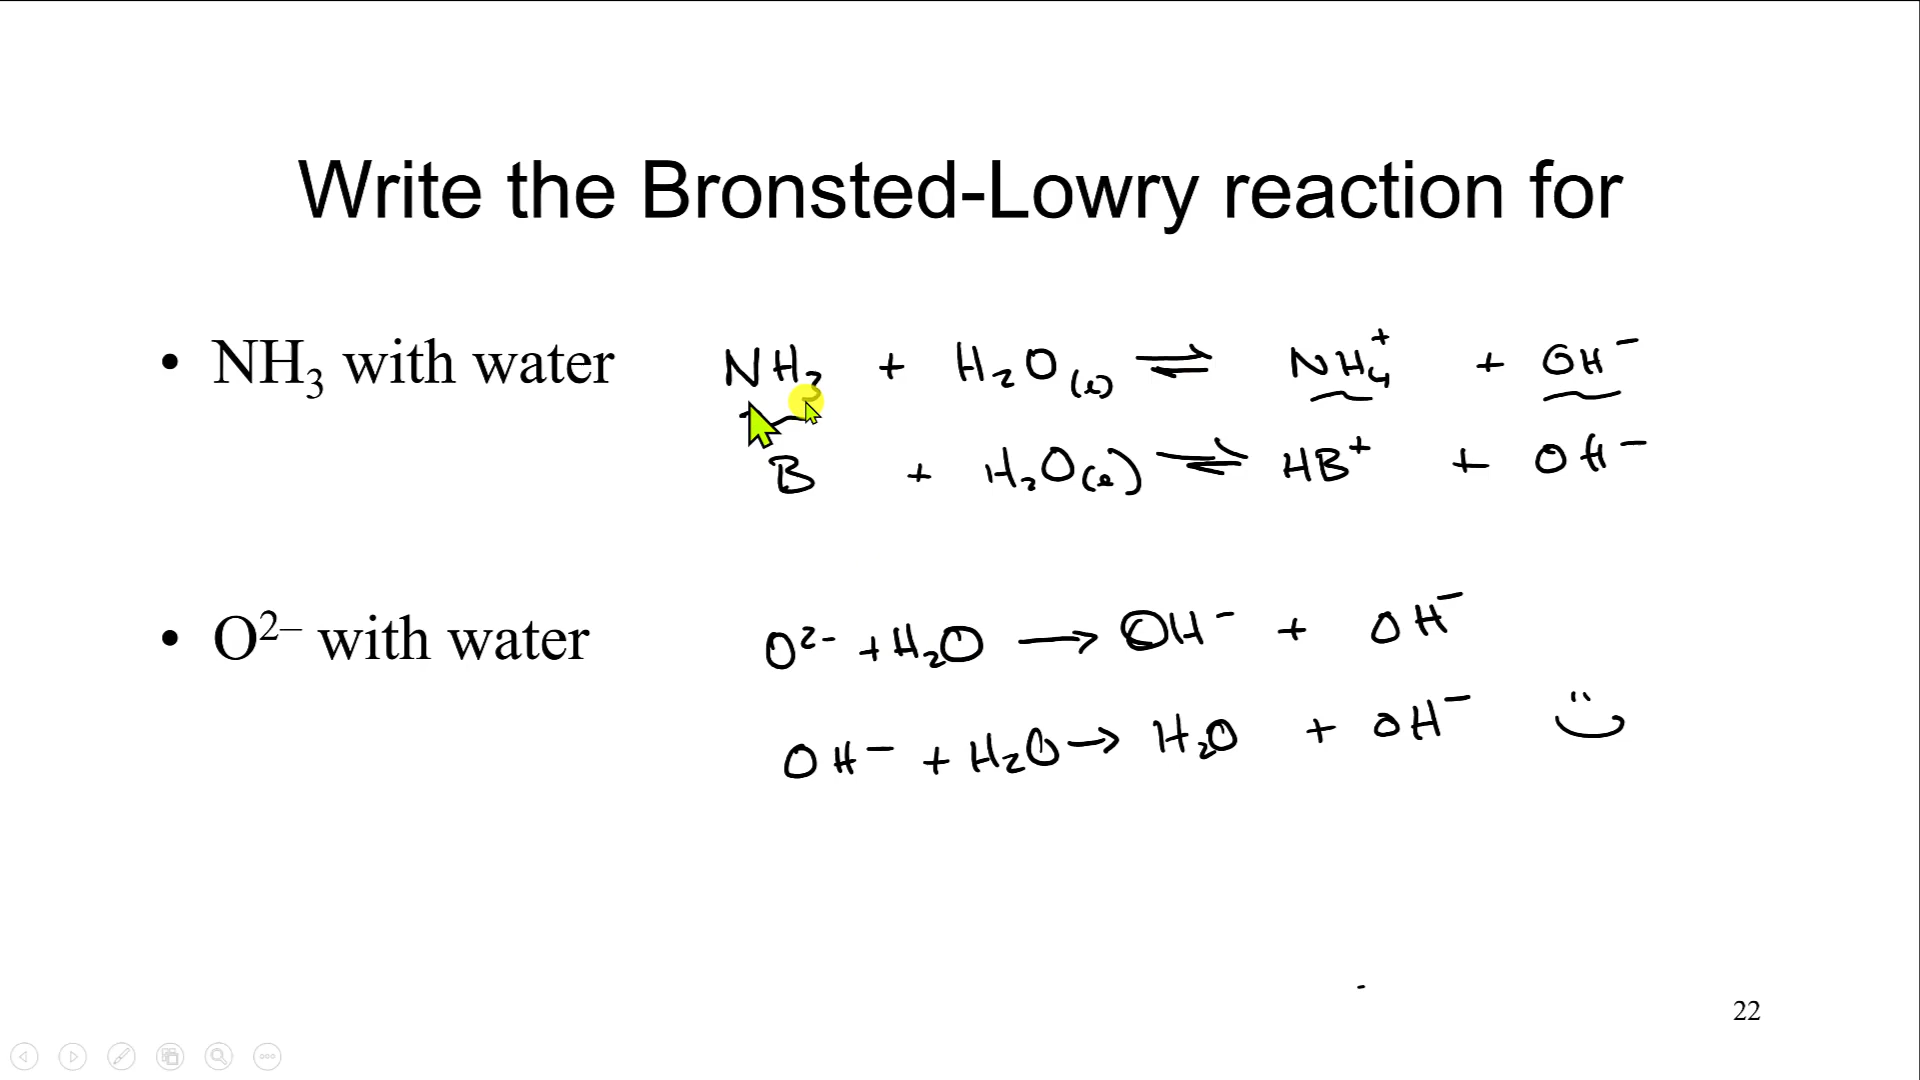 Write the Bronsted-Lowry reaction for
• NH₃ with water
NH₃ + H₂O(l) ⇌ NH₄⁺ + OH⁻
B + H₂O(l) ⇌ HB⁺ + OH⁻
• O²⁻ with water
O²⁻ + H₂O → OH⁻ + OH⁻
OH⁻ + H₂O → H₂O + OH⁻
22